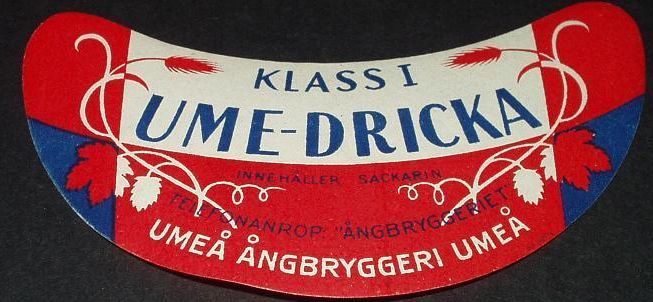 KLASS I
UME-DRICKA
INNEHÅLLER SACKARIN
TELEFONANROP: "ÅNGBRYGGERIET"
UMEÅ ÅNGBRYGGERI UMEÅ